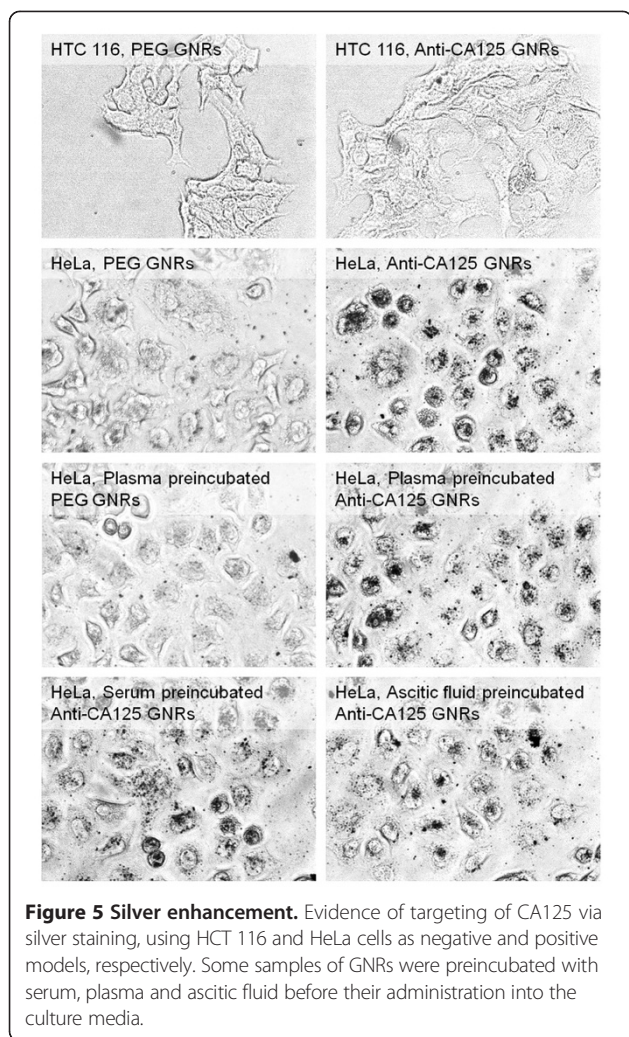 HTC 116, PEG GNRs
HTC 116, Anti-CA125 GNRs
HeLa, PEG GNRs
HeLa, Anti-CA125 GNRs
HeLa, Plasma preincubated
PEG GNRs
HeLa, Plasma preincubated
Anti-CA125 GNRs
HeLa, Serum preincubated
Anti-CA125 GNRs
HeLa, Ascitic fluid preincubated
Anti-CA125 GNRs
Figure 5 Silver enhancement. Evidence of targeting of CA125 via
silver staining, using HCT 116 and HeLa cells as negative and positive
models, respectively. Some samples of GNRs were preincubated with
serum, plasma and ascitic fluid before their administration into the
culture media.